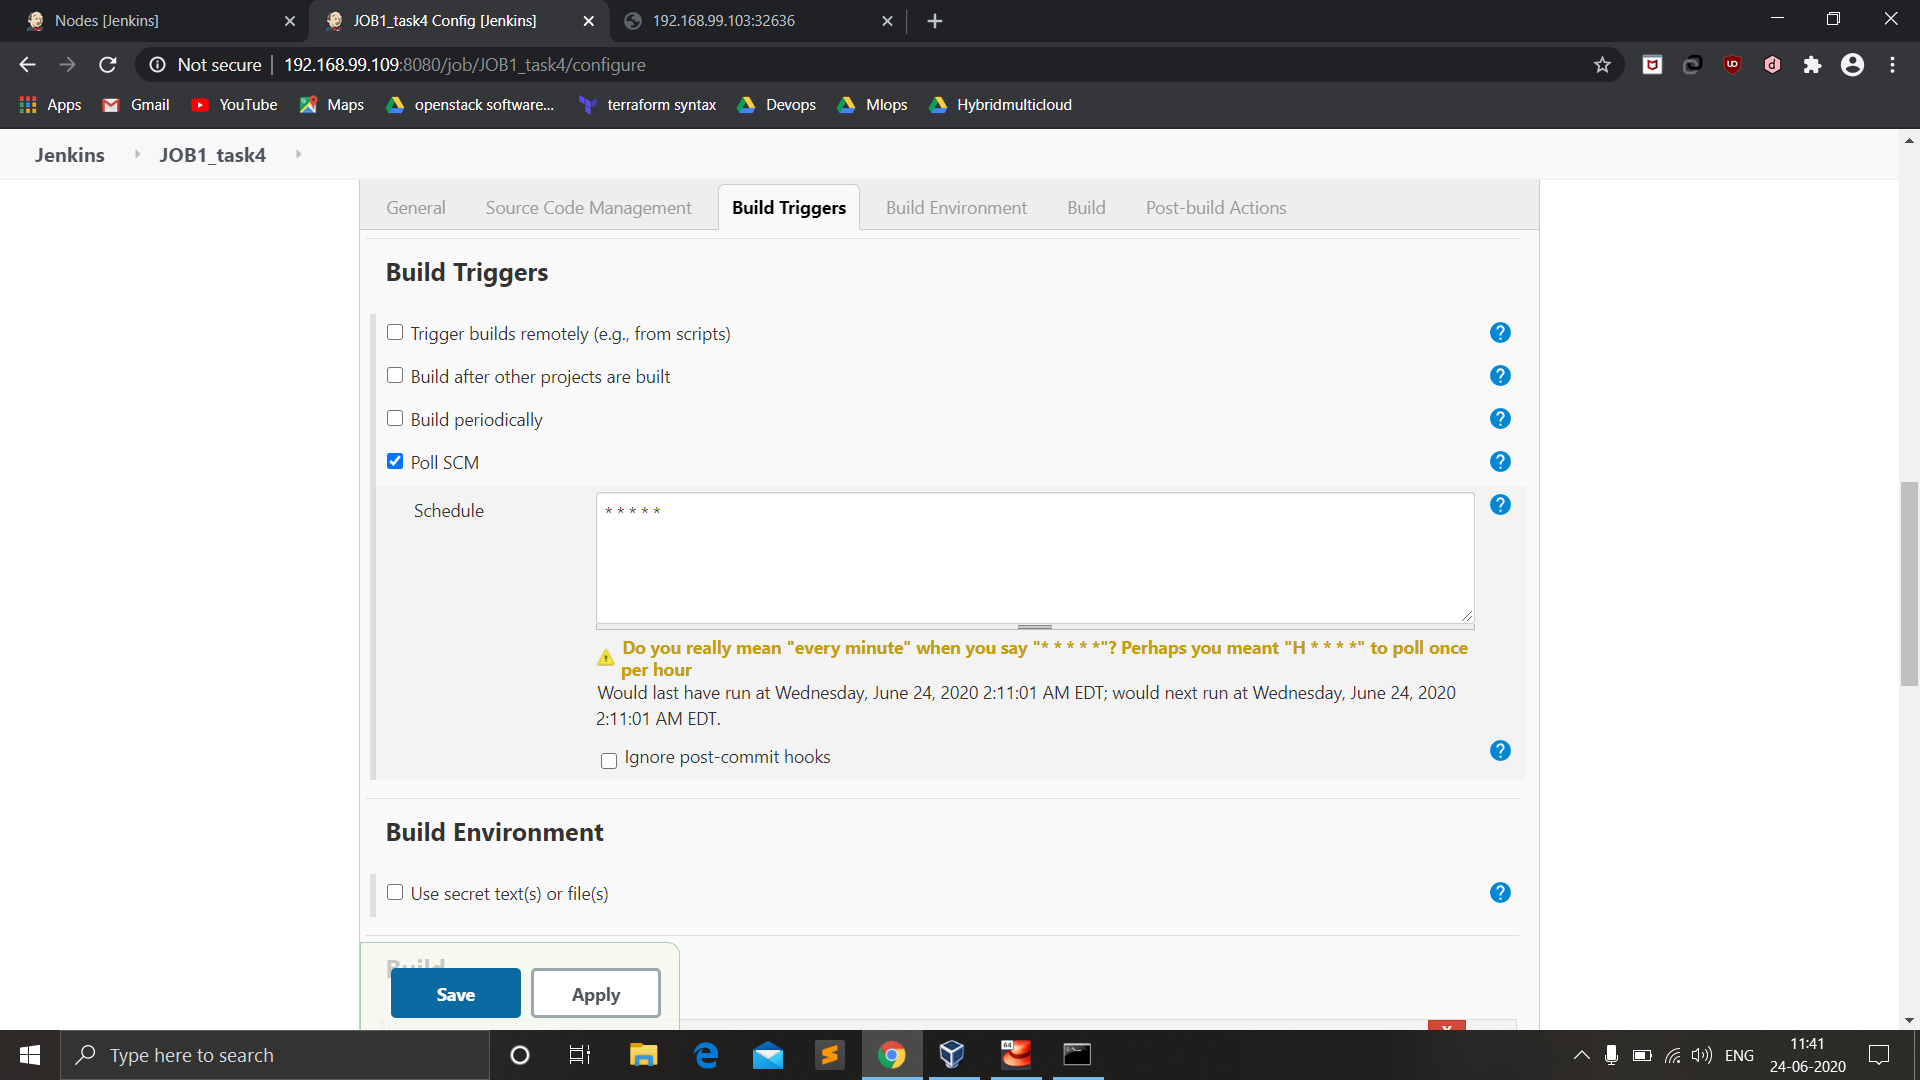 Nodes [Jenkins]
JOB1_task4 Config [Jenkins]
192.168.99.103:32636
Not secure
192.168.99.109:8080/job/JOB1_task4/configure
Apps
Gmail
YouTube
Maps
openstack software...
terraform syntax
Devops
Mlops
Hybridmulticloud
Jenkins
JOB1_task4
General
Source Code Management
Build Triggers
Build Environment
Build
Post-build Actions
Build Triggers
Trigger builds remotely (e.g., from scripts)
Build after other projects are built
Build periodically
Poll SCM
Schedule
* * * * *
Do you really mean "every minute" when you say "* * * * *"? Perhaps you meant "H * * * *" to poll once
per hour
Would last have run at Wednesday, June 24, 2020 2:11:01 AM EDT; would next run at Wednesday, June 24, 2020
2:11:01 AM EDT.
Ignore post-commit hooks
Build Environment
Use secret text(s) or file(s)
Build
Save
Apply
X
Type here to search
64
ENG
11:41
24-06-2020